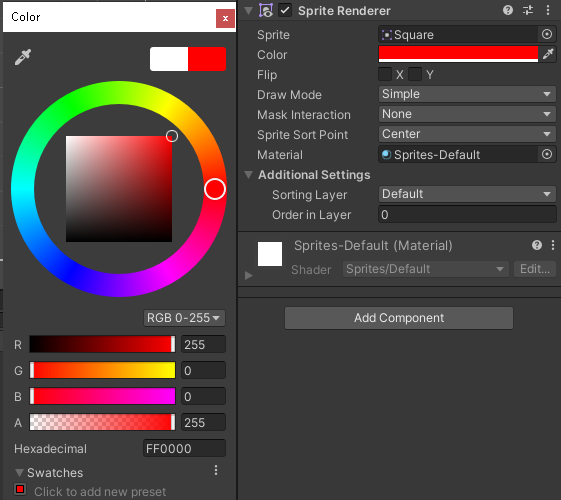 Color
x
RGB 0-255
R 255
G 0
B 0
A 255
Hexadecimal FF0000
Swatches
Click to add new preset
Sprite Renderer
Sprite Square
Color
Flip X Y
Draw Mode Simple
Mask Interaction None
Sprite Sort Point Center
Material Sprites-Default
Additional Settings
Sorting Layer Default
Order in Layer 0
Sprites-Default (Material)
Shader Sprites/Default Edit...
Add Component